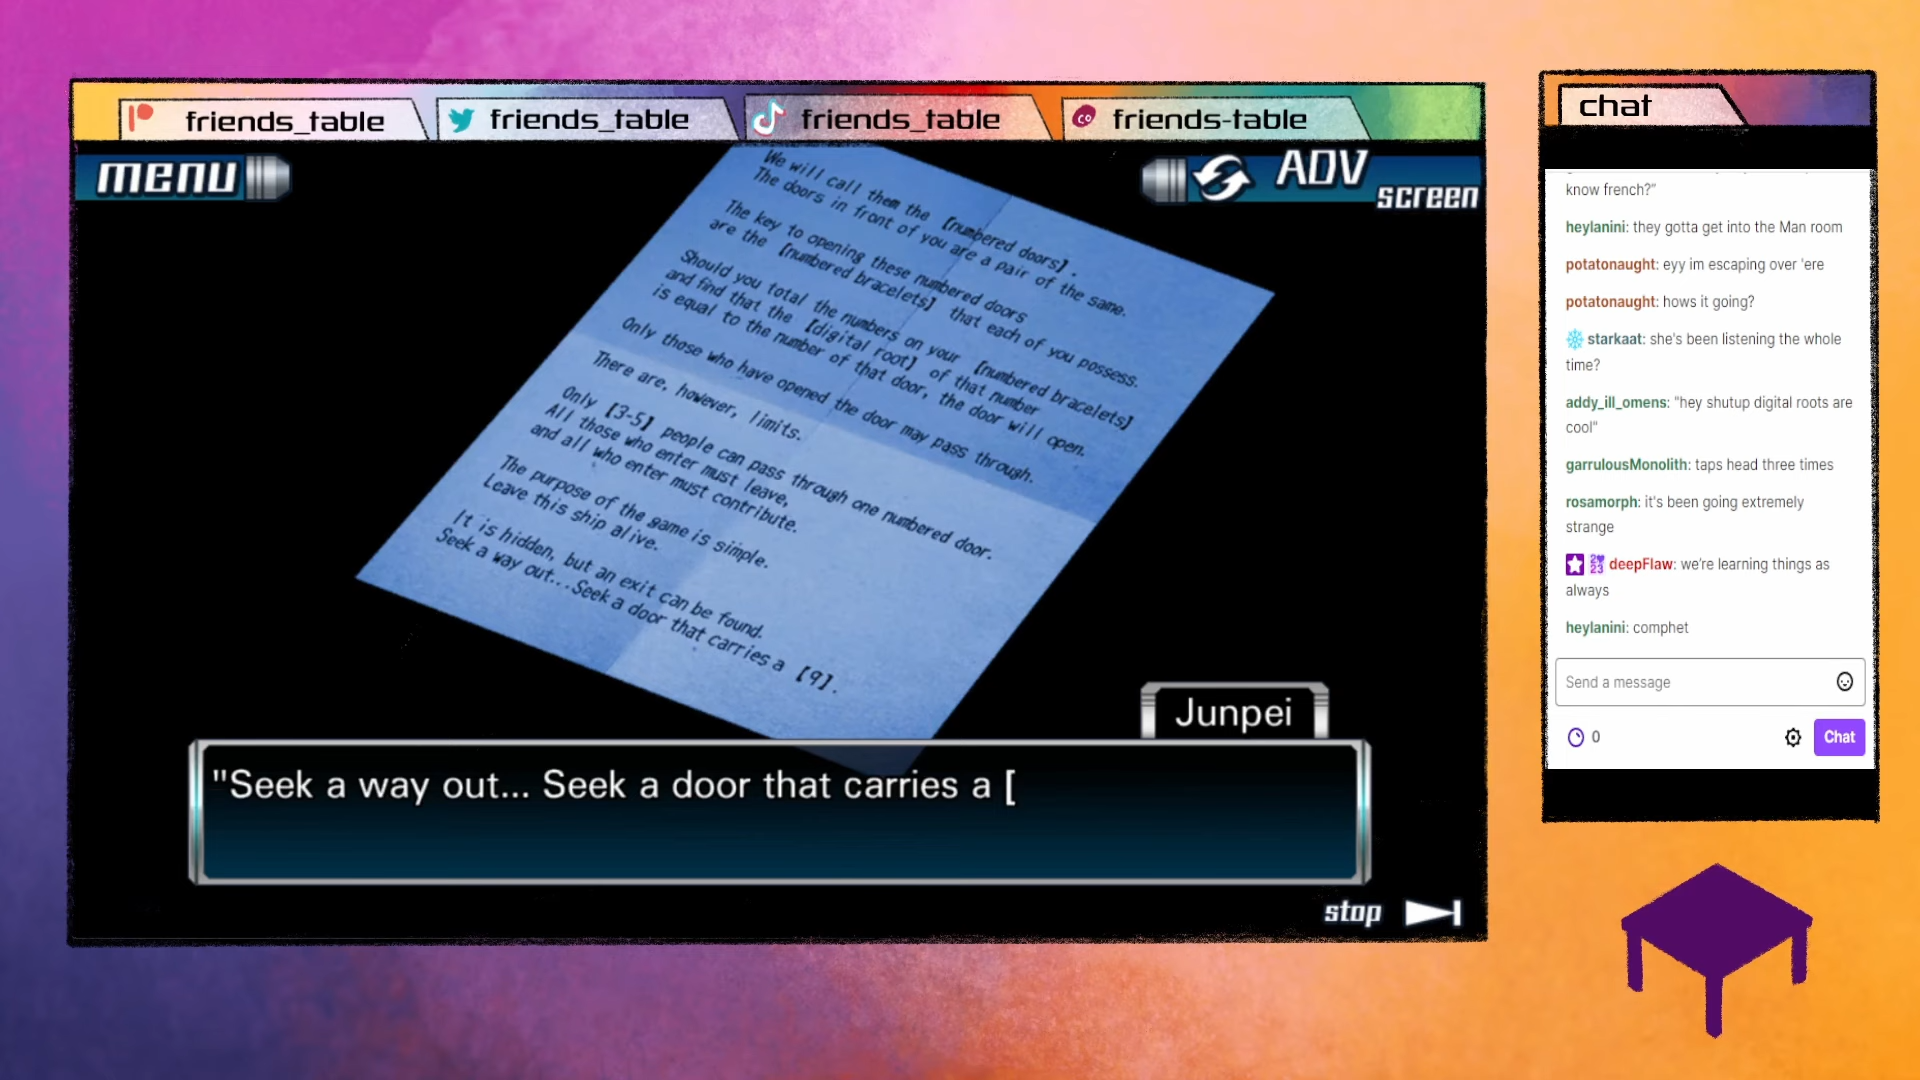 friends_table
friends_table
friends_table
friends-table
menu
ADV
screen
We will call them the [numbered doors].
The doors in front of you are a pair of the same.
The key to opening these numbered doors
are the [numbered bracelets] that each of you possess.
Should you total the numbers on your [numbered bracelets]
and find that the [digital root] of that number
is equal to the number of that door, the door will open.
Only those who have opened the door may pass through.
There are, however, limits.
Only [3-5] people can pass through one numbered door.
All those who enter must leave,
and all who enter must contribute.
The purpose of the game is simple.
Leave this ship alive.
It is hidden, but an exit can be found.
Seek a way out...Seek a door that carries a [9].
Junpei
"Seek a way out... Seek a door that carries a [
stop
chat
know french?"
heylanini: they gotta get into the Man room
potatonaught: eyy im escaping over 'ere
potatonaught: hows it going?
starkaat: she's been listening the whole
time?
addy_ill_omens: "hey shutup digital roots are
cool"
garrulousMonolith: taps head three times
rosamorph: it's been going extremely
strange
deepFlaw: we're learning things as
always
heylanini: comphet
Send a message
0
Chat